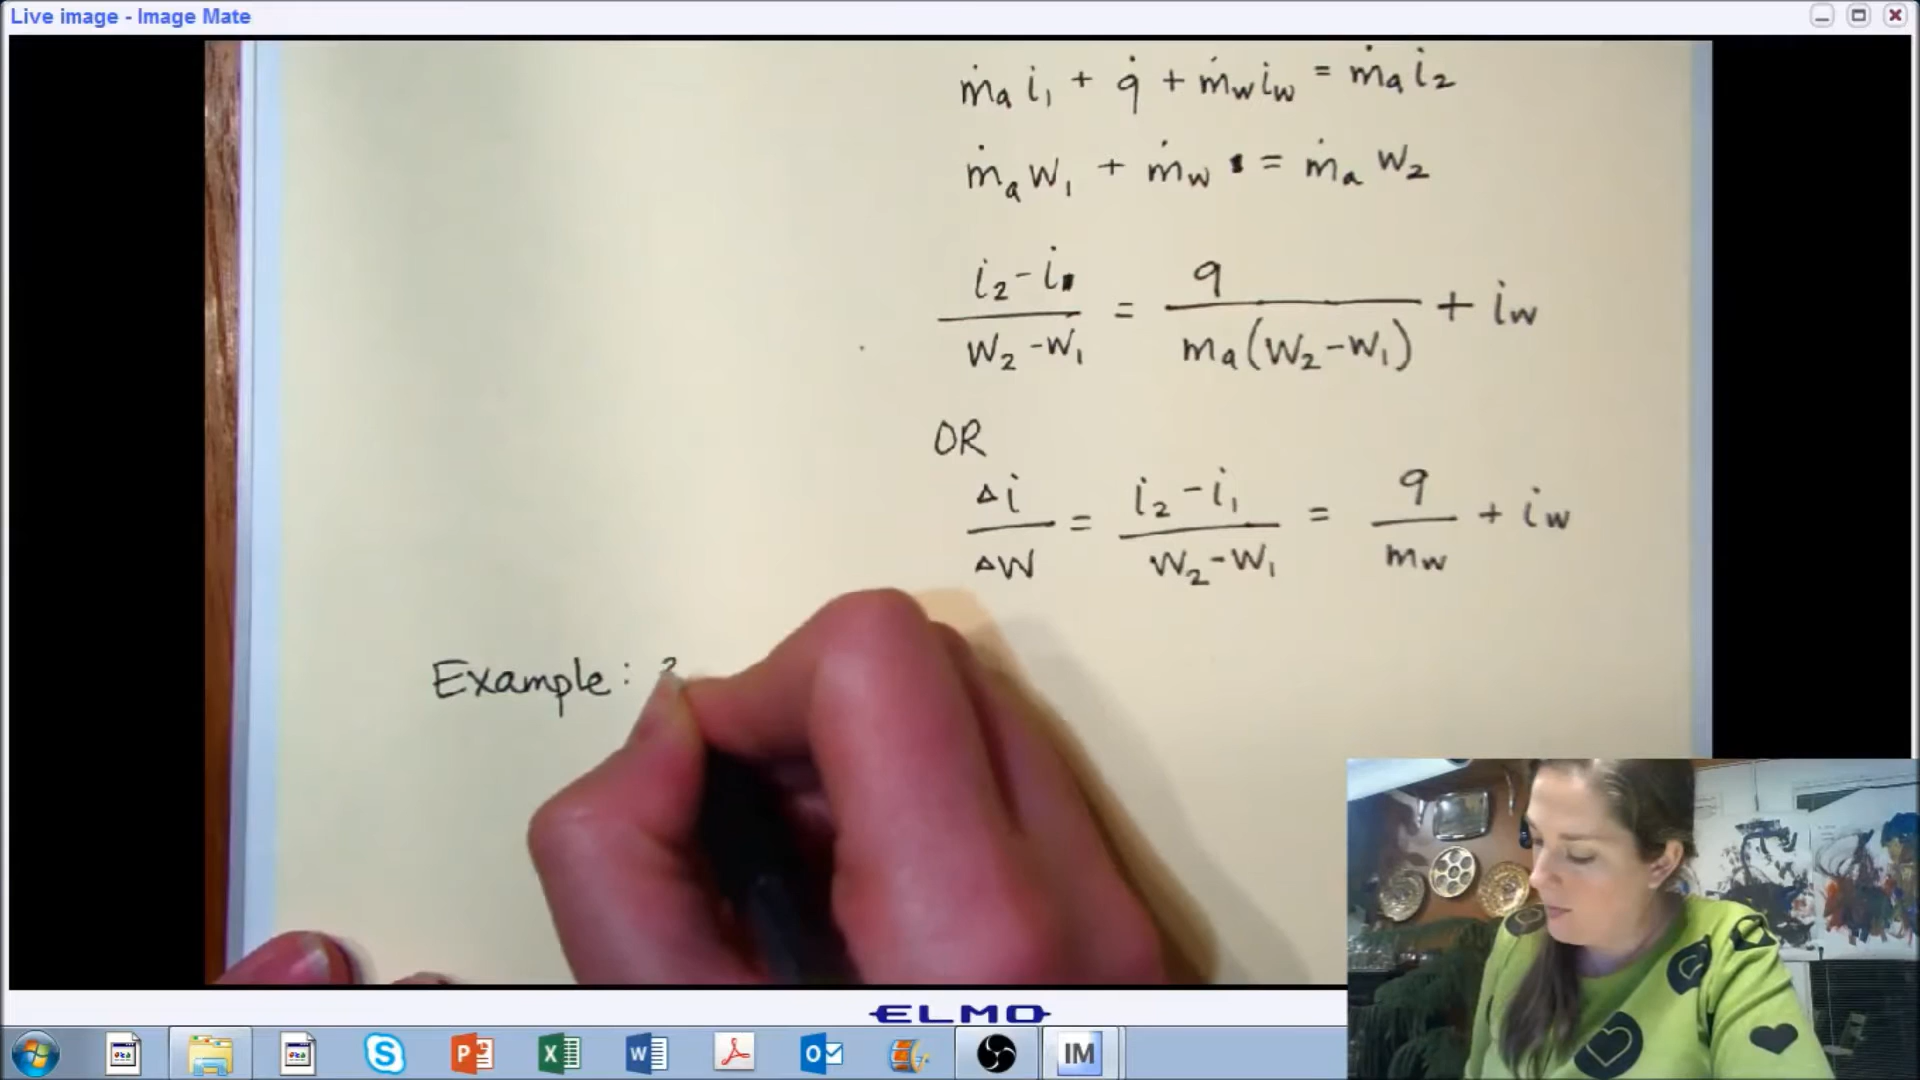 Live image - Image Mate
ṁa i1 + q̇ + ṁw iw = ṁa i2
ṁa W1 + ṁw = ṁa W2
i2 - i / W2 - W1 = q / ma (W2 - W1) + iw
OR
Δi / ΔW = i2 - i1 / W2 - W1 = q / mw + iw
Example:
ELMO
IM